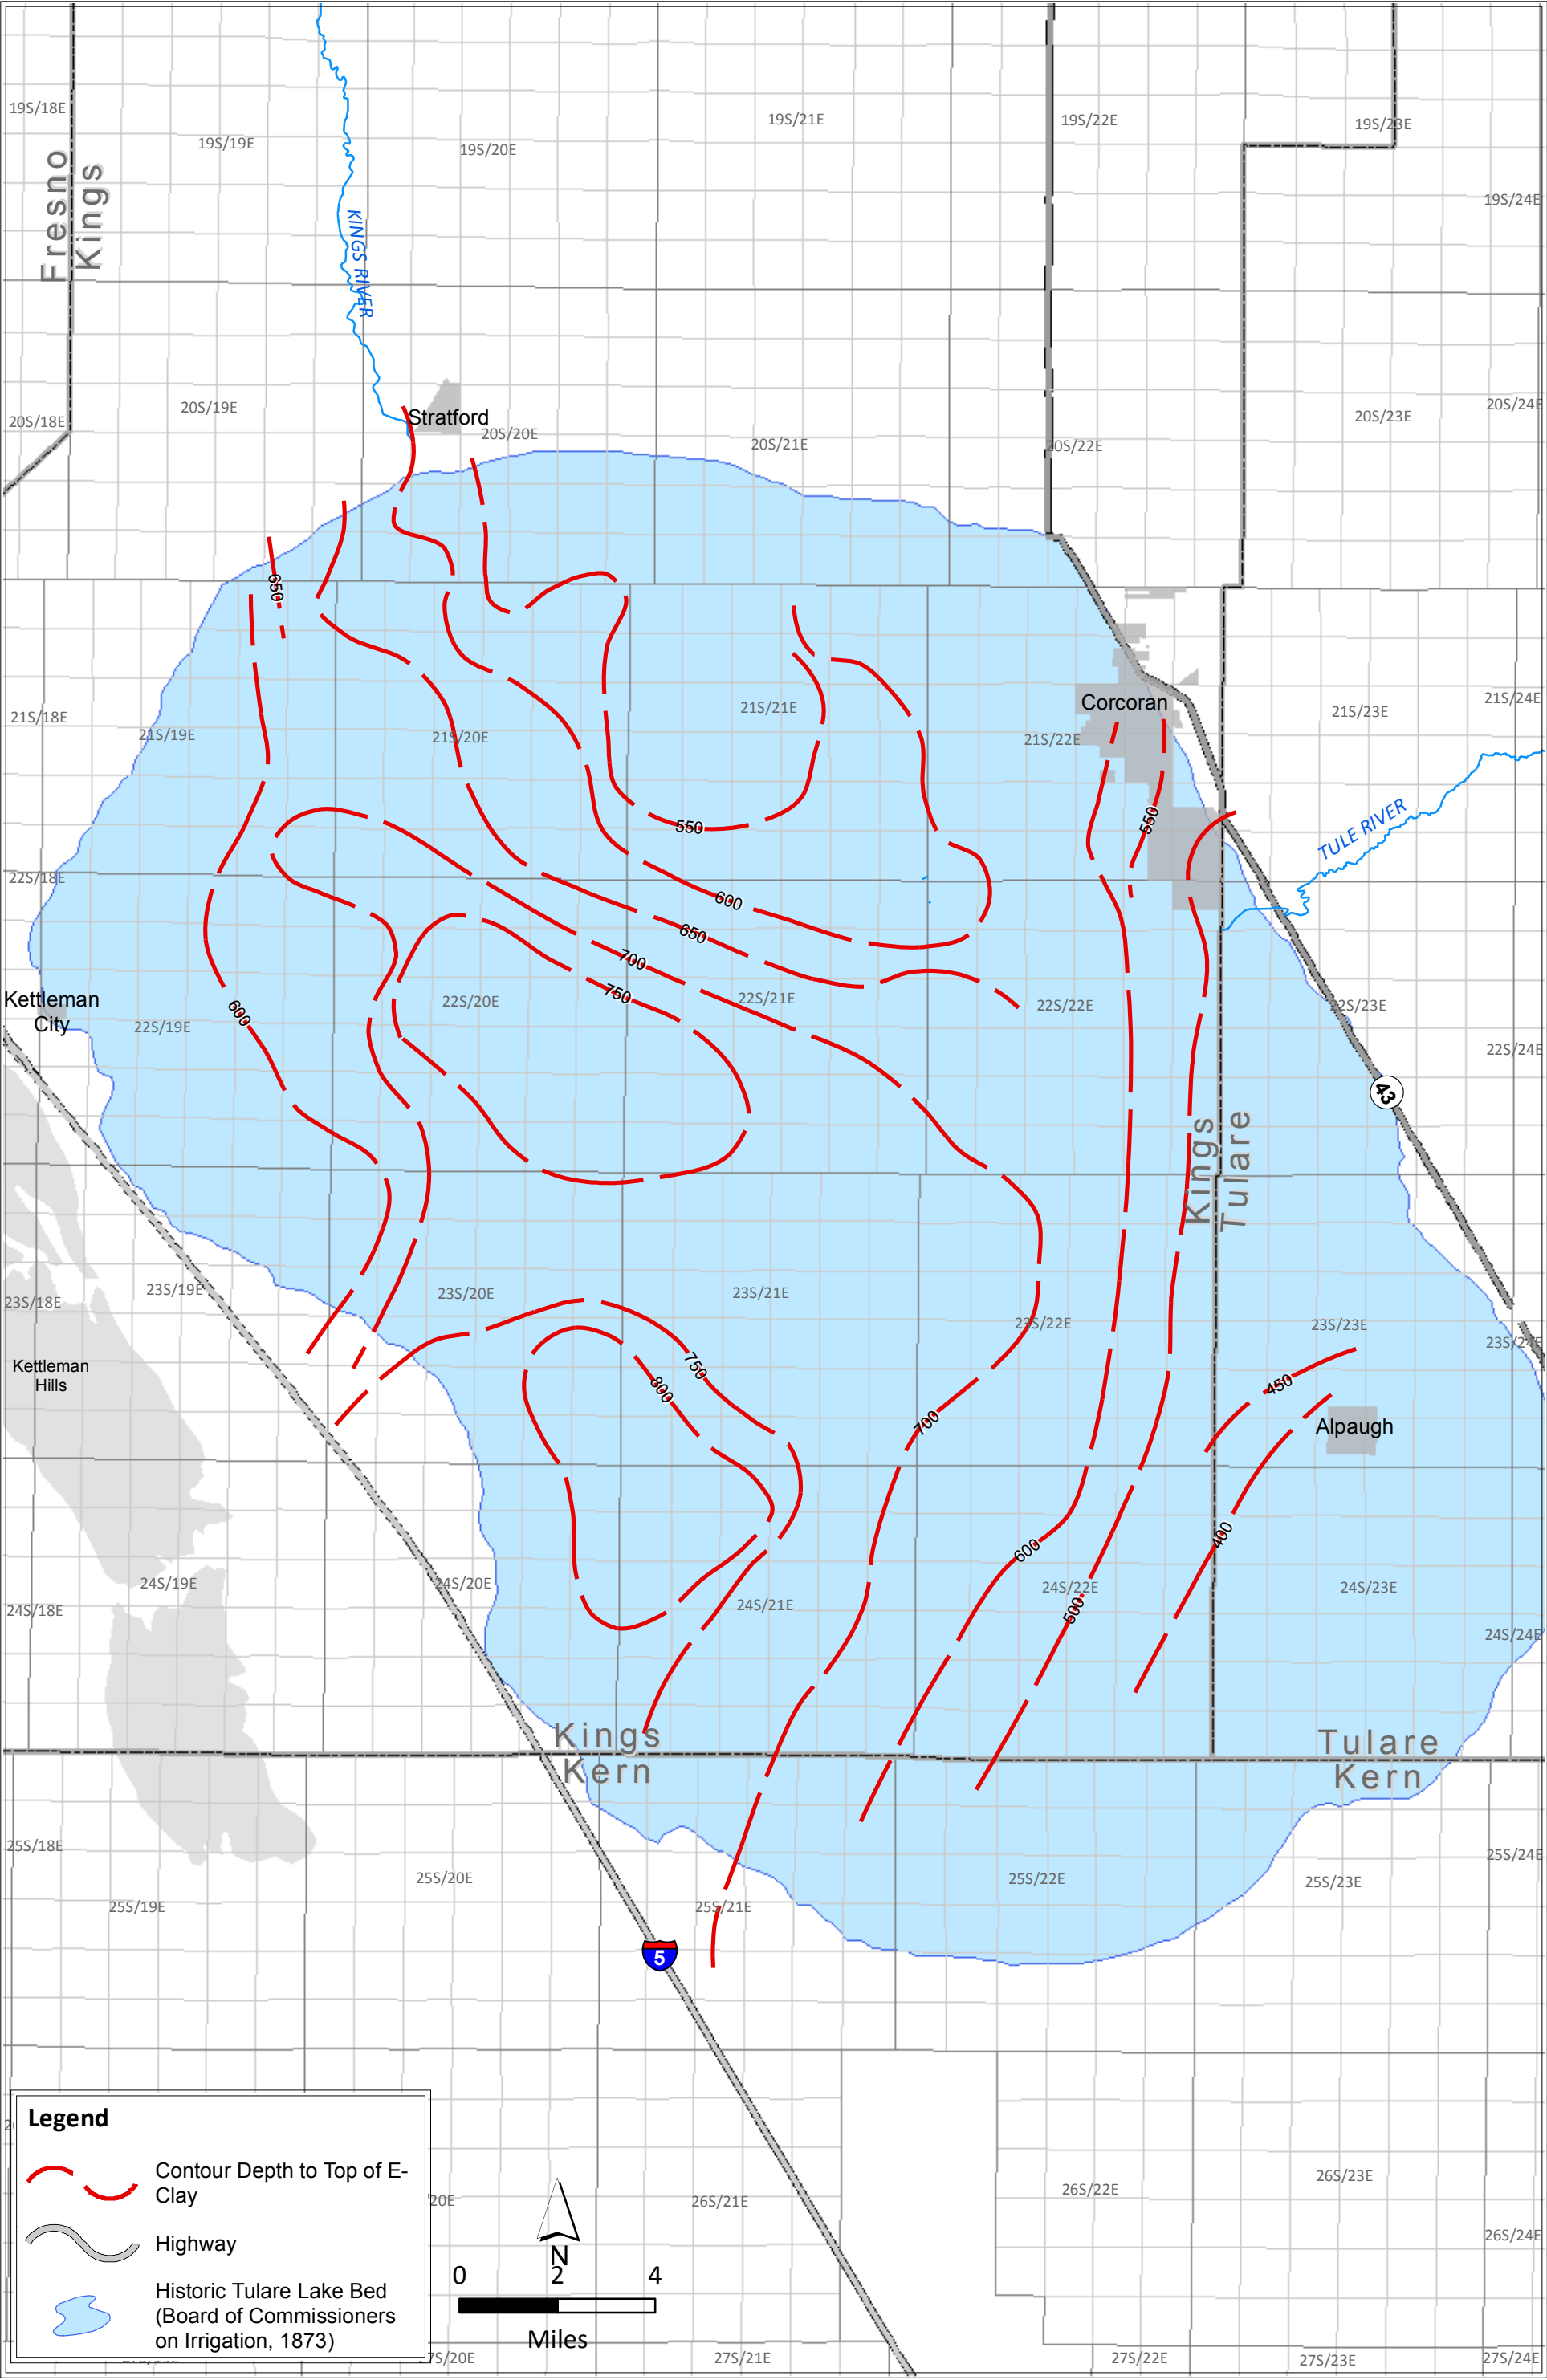 19S/18E
19S/19E
19S/20E
19S/21E
19S/22E
19S/23E
19S/24E
Fresno
Kings
KINGS RIVER
20S/18E
20S/19E
Stratford
20S/20E
20S/21E
20S/22E
20S/23E
20S/24E
650
21S/18E
21S/19E
21S/20E
21S/21E
Corcoran
21S/22E
21S/23E
21S/24E
550
550
TULE RIVER
22S/18E
600
650
700
750
Kettleman
City
600
22S/19E
22S/20E
22S/21E
22S/22E
22S/23E
22S/24E
43
Kings
Tulare
23S/18E
23S/19E
23S/20E
23S/21E
23S/22E
23S/23E
23S/24E
Kettleman
Hills
750
800
450
700
Alpaugh
400
600
500
24S/18E
24S/19E
24S/20E
24S/21E
24S/22E
24S/23E
24S/24E
Kings
Kern
Tulare
Kern
25S/18E
25S/19E
25S/20E
25S/21E
25S/22E
25S/23E
25S/24E
5
Legend
Contour Depth to Top of E-
Clay
Highway
Historic Tulare Lake Bed
(Board of Commissioners
on Irrigation, 1873)
20E
26S/21E
26S/22E
26S/23E
26S/24E
N
0 2 4
Miles
27S/20E
27S/21E
27S/22E
27S/23E
27S/24E